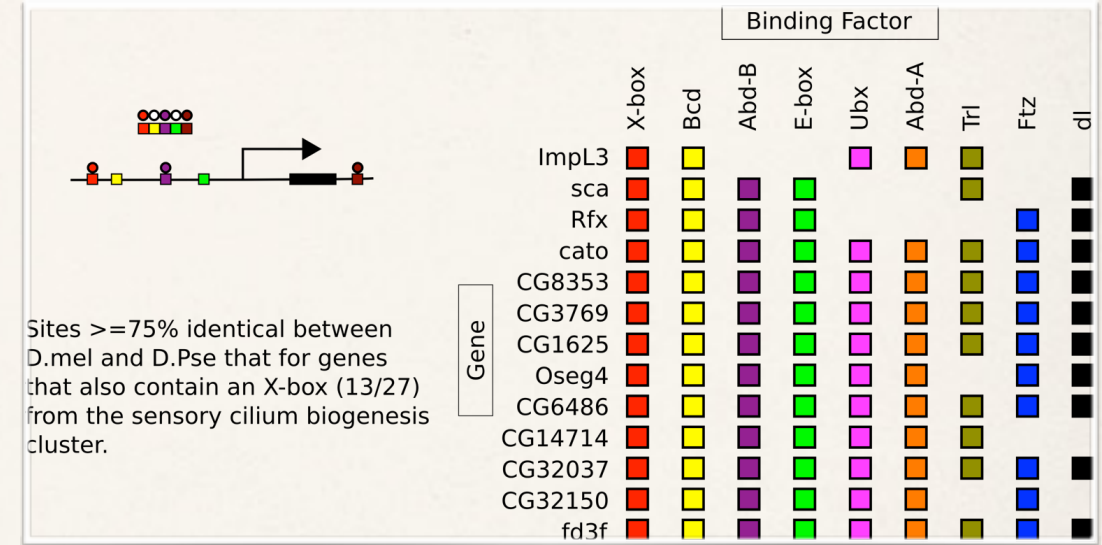 Binding Factor
X-box
Bcd
Abd-B
E-box
Ubx
Abd-A
Trl
Ftz
dl
Gene
ImpL3
sca
Rfx
cato
CG8353
CG3769
CG1625
Oseg4
CG6486
CG14714
CG32037
CG32150
fd3f
Sites >=75% identical between
D.mel and D.Pse that for genes
that also contain an X-box (13/27)
from the sensory cilium biogenesis
cluster.